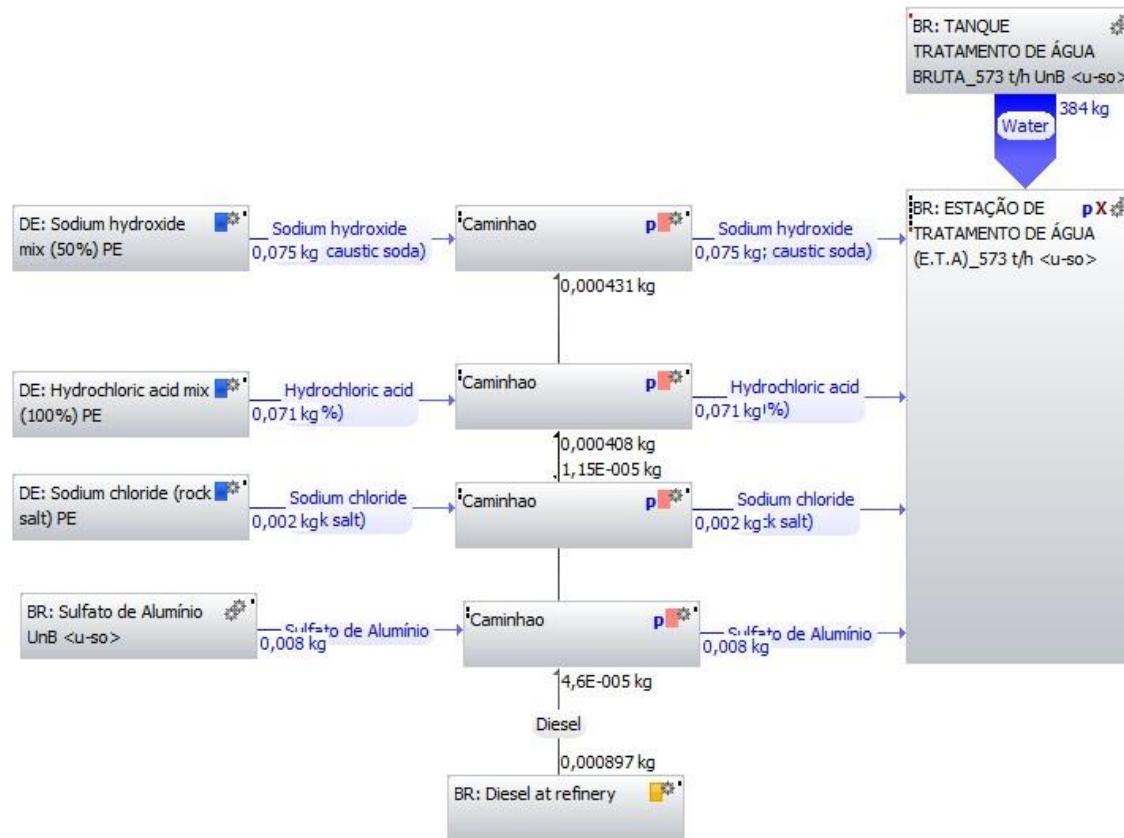 BR: TANQUE
TRATAMENTO DE ÁGUA
BRUTA_573 t/h UnB <u-so>
384 kg
Water
DE: Sodium hydroxide
mix (50%) PE
Sodium hydroxide
0,075 kg caustic soda)
Caminhao
p
Sodium hydroxide
0,075 kg; caustic soda)
BR: ESTAÇÃO DE
p X
TRATAMENTO DE ÁGUA
(E.T.A)_573 t/h <u-so>
0,000431 kg
DE: Hydrochloric acid mix
(100%) PE
Hydrochloric acid
0,071 kg %)
Caminhao
p
Hydrochloric acid
0,071 kg %)
0,000408 kg
1,15E-005 kg
DE: Sodium chloride (rock
salt) PE
Sodium chloride
0,002 kg k salt)
Caminhao
p
Sodium chloride
0,002 kg k salt)
BR: Sulfato de Alumínio
UnB <u-so>
Sulfato de Alumínio
0,008 kg
Caminhao
p
Sulfato de Alumínio
0,008 kg
4,6E-005 kg
Diesel
0,000897 kg
BR: Diesel at refinery